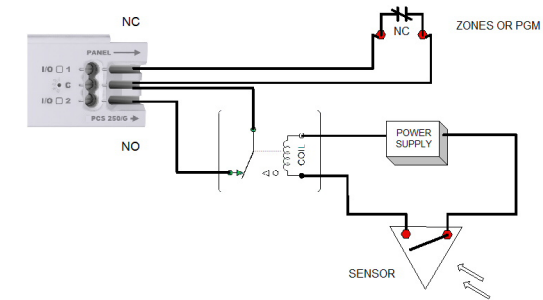 NC
ZONES OR PGM
NC
PANEL
I/O 1
C
I/O 2
PCS 250/G
NO
POWER
SUPPLY
COIL
SENSOR